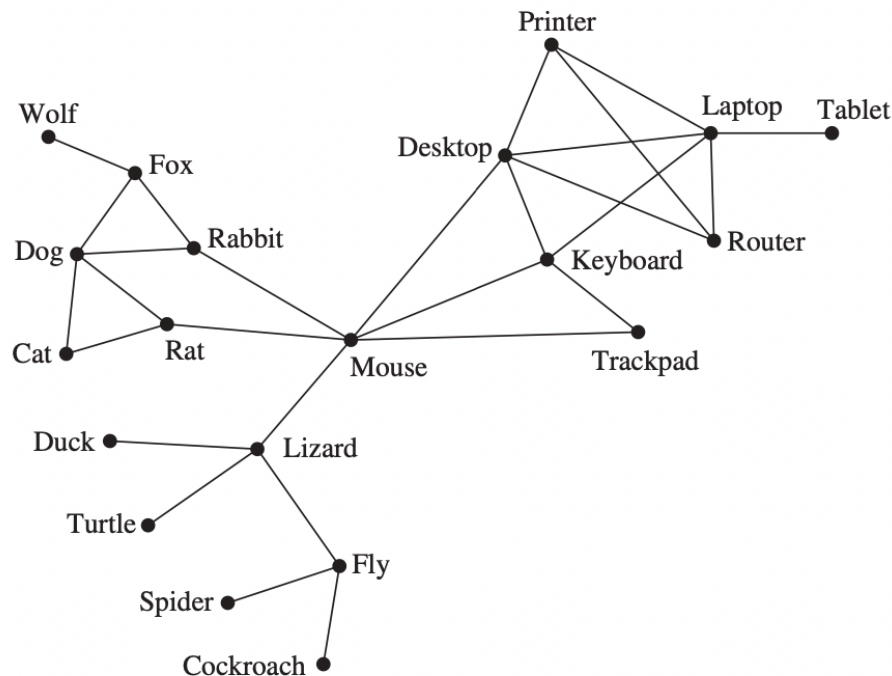 Printer
Wolf
Laptop
Tablet
Desktop
Fox
Dog
Rabbit
Router
Keyboard
Cat
Rat
Mouse
Trackpad
Duck
Lizard
Turtle
Fly
Spider
Cockroach